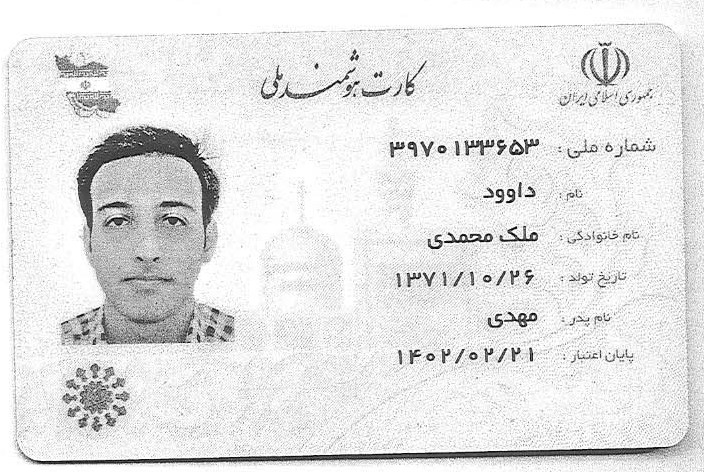 کارت هوشمند ملی
جمهوری اسلامی ایران
شماره ملی : ۳۹۷۰۱۳۳۶۵۳
نام : داوود
نام خانوادگی : ملک محمدی
تاریخ تولد : ۱۳۷۱/۱۰/۲۶
نام پدر : مهدی
پایان اعتبار : ۱۴۰۲/۰۲/۲۱